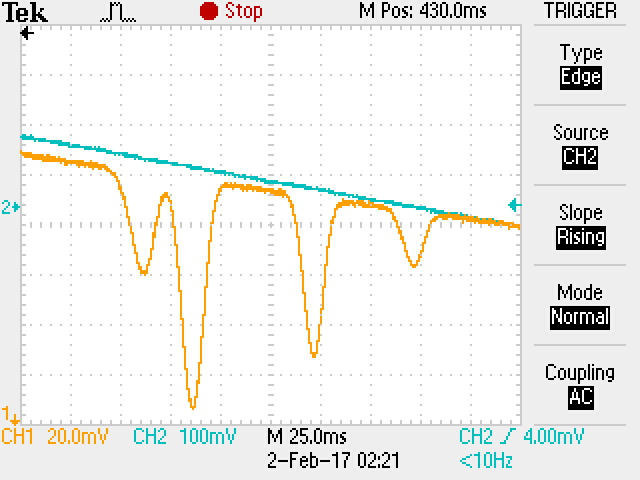 Tek Stop M Pos: 430.0ms TRIGGER
Type
Edge
Source
CH2
Slope
Rising
Mode
Normal
Coupling
AC
2
1
CH1 20.0mV CH2 100mV M 25.0ms CH2 4.00mV
2-Feb-17 02:21 <10Hz